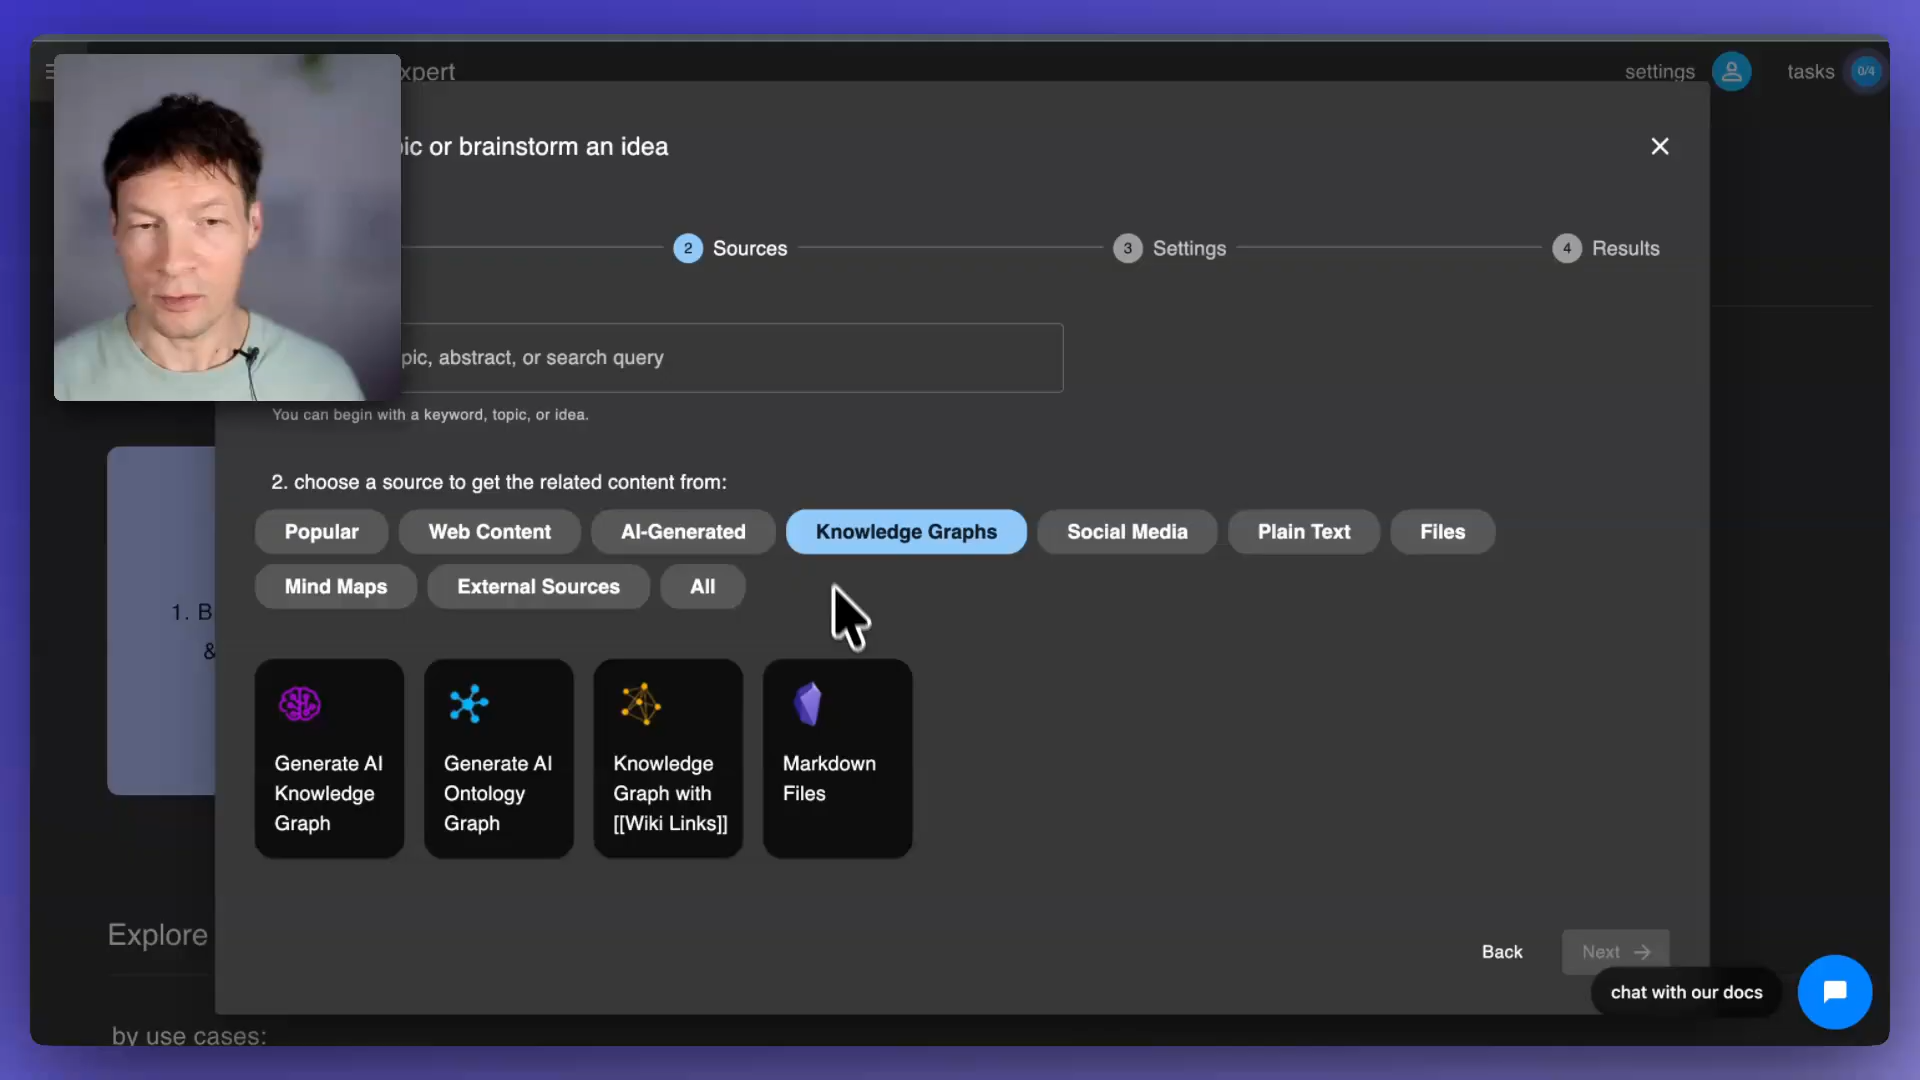 xpert
settings
tasks
0/4
ic or brainstorm an idea
2 Sources
3 Settings
4 Results
pic, abstract, or search query
You can begin with a keyword, topic, or idea.
2. choose a source to get the related content from:
Popular
Web Content
AI-Generated
Knowledge Graphs
Social Media
Plain Text
Files
Mind Maps
External Sources
All
1. B
&
Generate AI
Knowledge
Graph
Generate AI
Ontology
Graph
Knowledge
Graph with
[[Wiki Links]]
Markdown
Files
Explore
Back
Next
chat with our docs
by use cases: